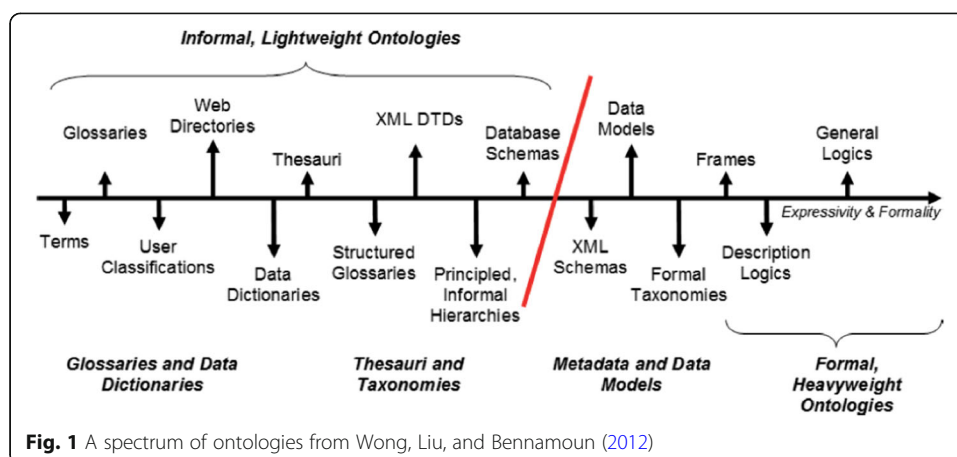 Informal, Lightweight Ontologies
Glossaries
Web
Directories
Thesauri
XML DTDs
Database
Schemas
Data
Models
Frames
General
Logics
Expressivity & Formality
Terms
User
Classifications
Data
Dictionaries
Structured
Glossaries
Principled,
Informal
Hierarchies
XML
Schemas
Formal
Taxonomies
Description
Logics
Glossaries and Data
Dictionaries
Thesauri and
Taxonomies
Metadata and Data
Models
Formal,
Heavyweight
Ontologies
Fig. 1 A spectrum of ontologies from Wong, Liu, and Bennamoun (2012)